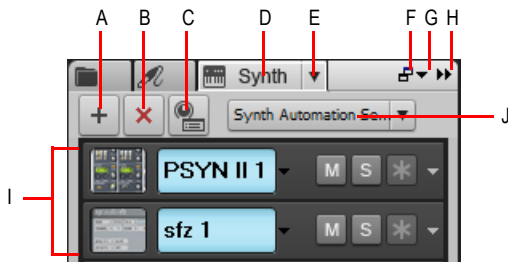 A B C D E F G H
Synth
Synth Automation Se...
J
I
PSYN II 1 M S
sfz 1 M S